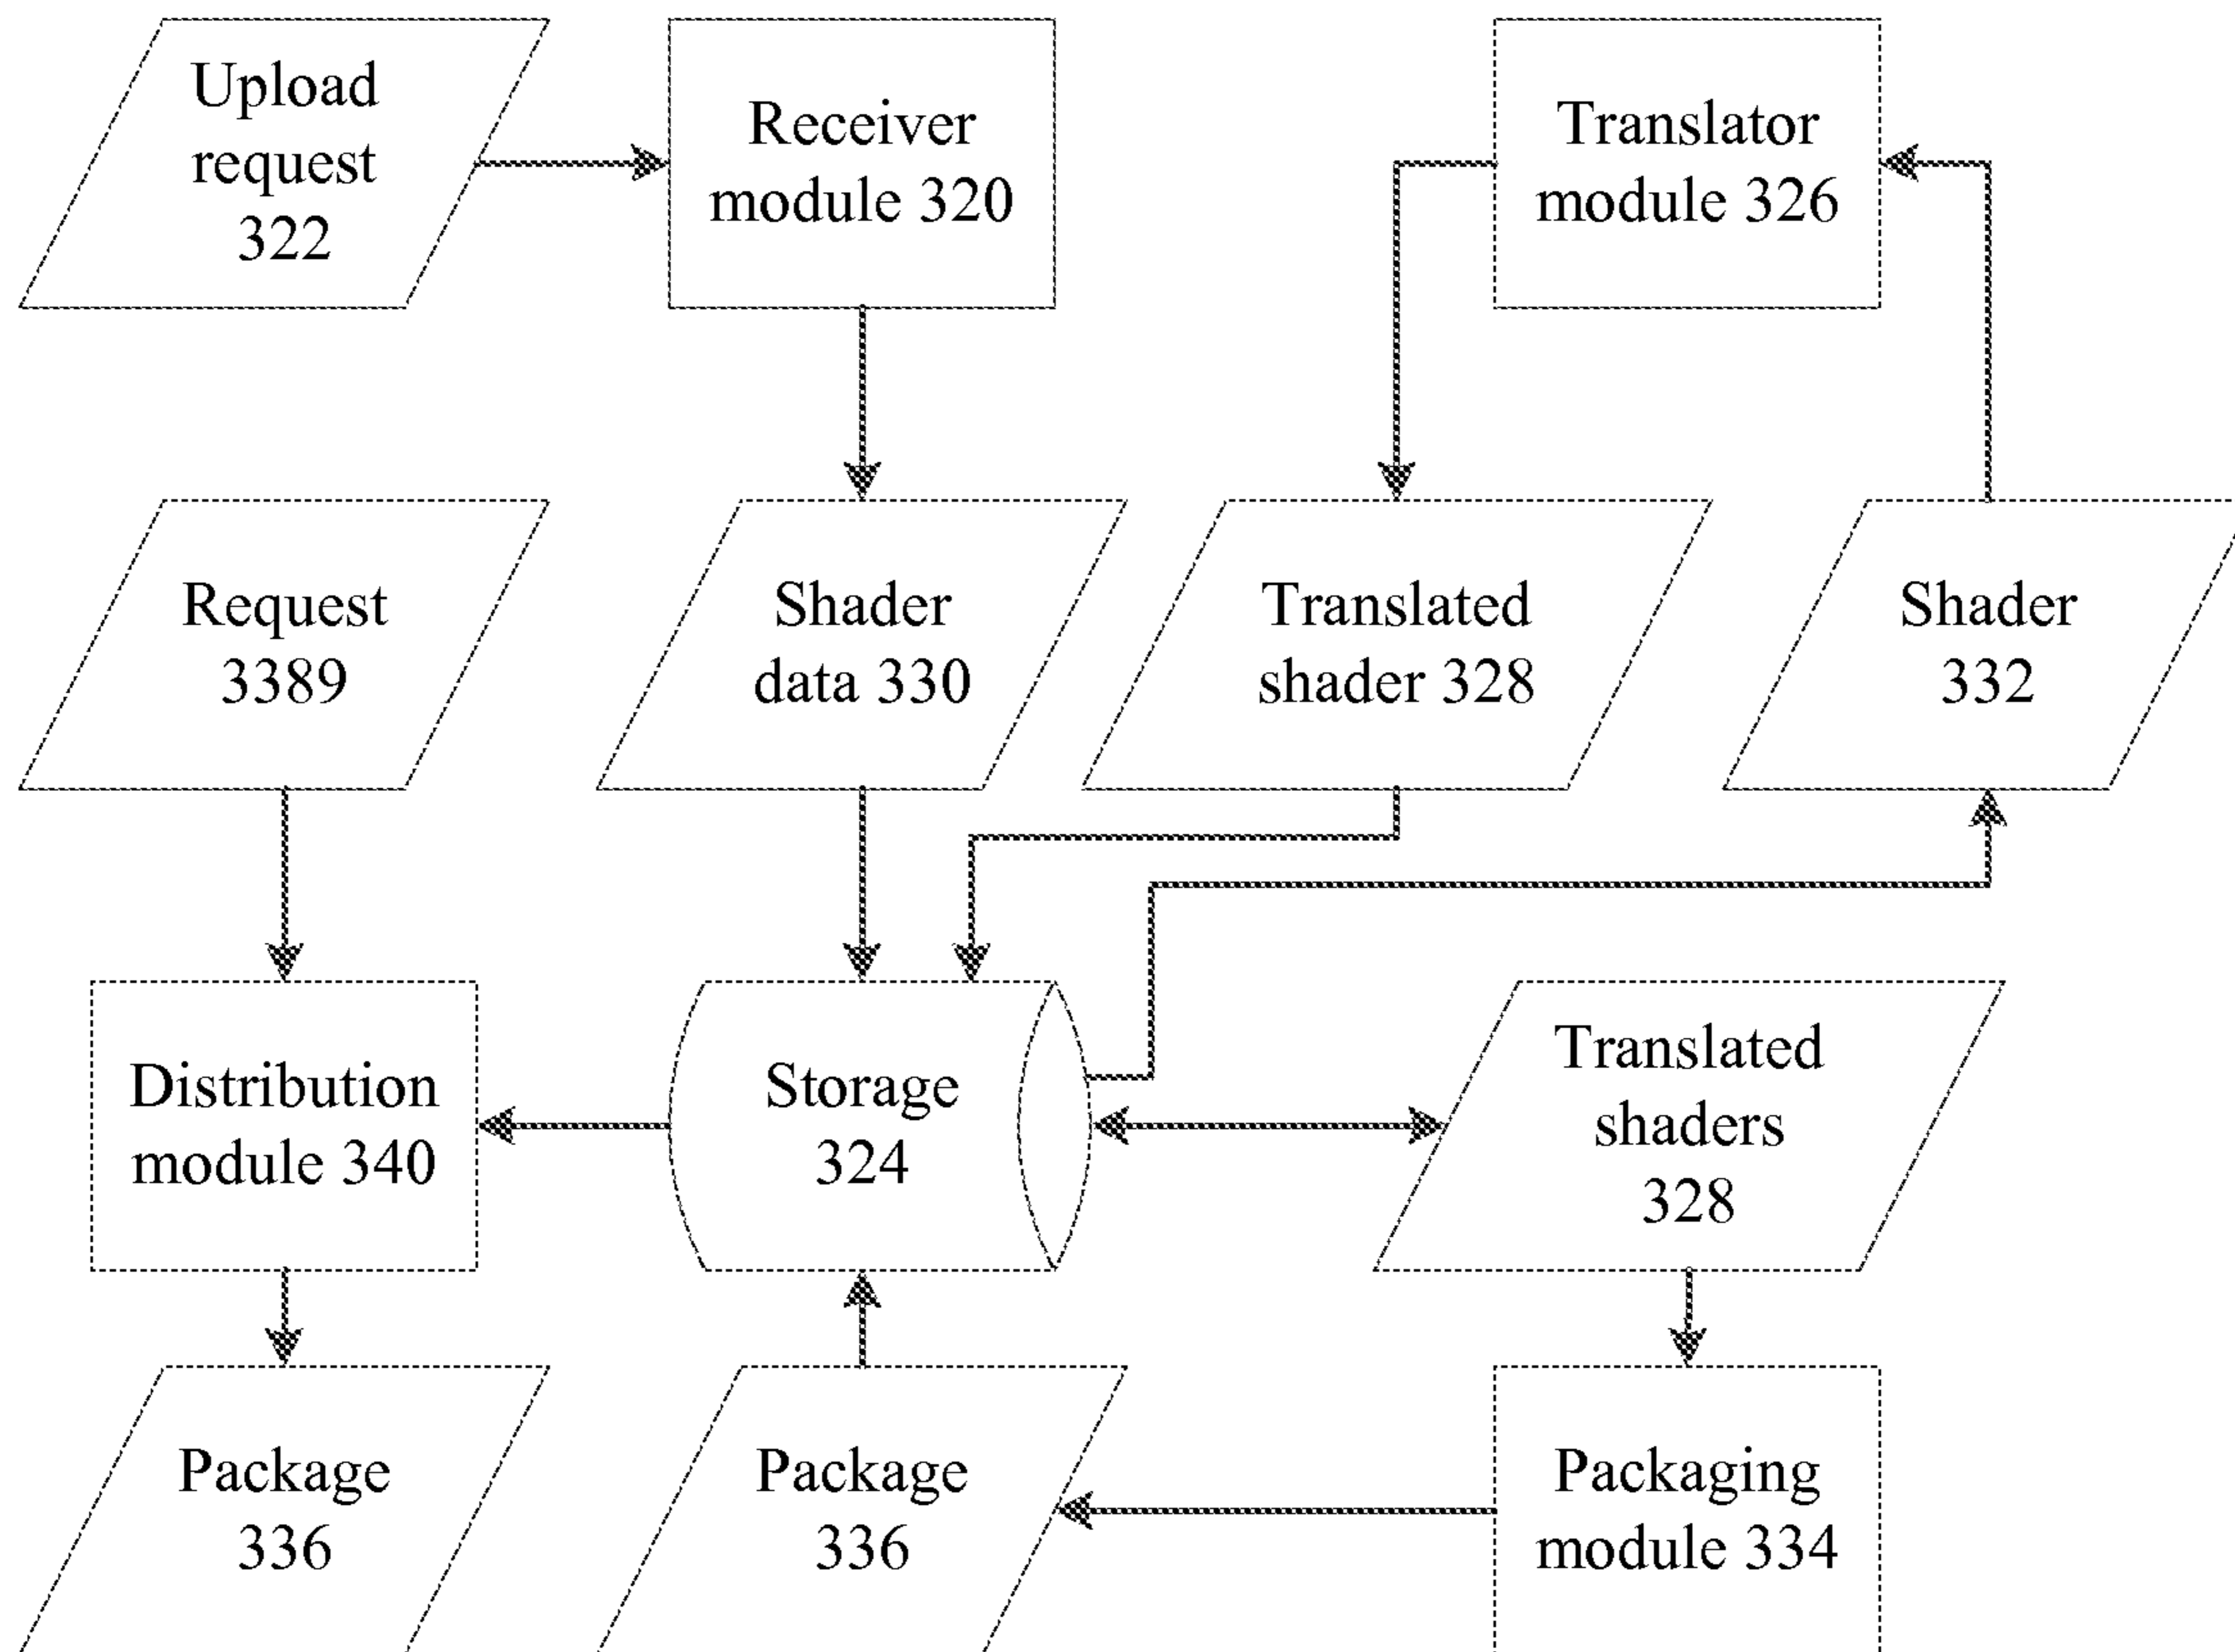 Upload
request
322
Receiver
module 320
Translator
module 326
Request
3389
Shader
data 330
Translated
shader 328
Shader
332
Distribution
module 340
Storage
324
Translated
shaders
328
Package
336
Package
336
Packaging
module 334